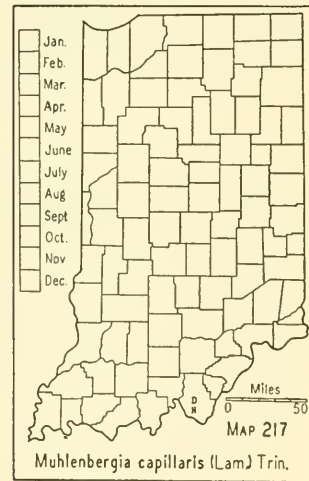 Jan.
Feb.
Mar.
Apr.
May
June
July
Aug
Sept
Oct.
Nov
Dec.
D
N
Miles
0 50
MAP 217
Muhlenbergia capillaris (Lam.) Trin.